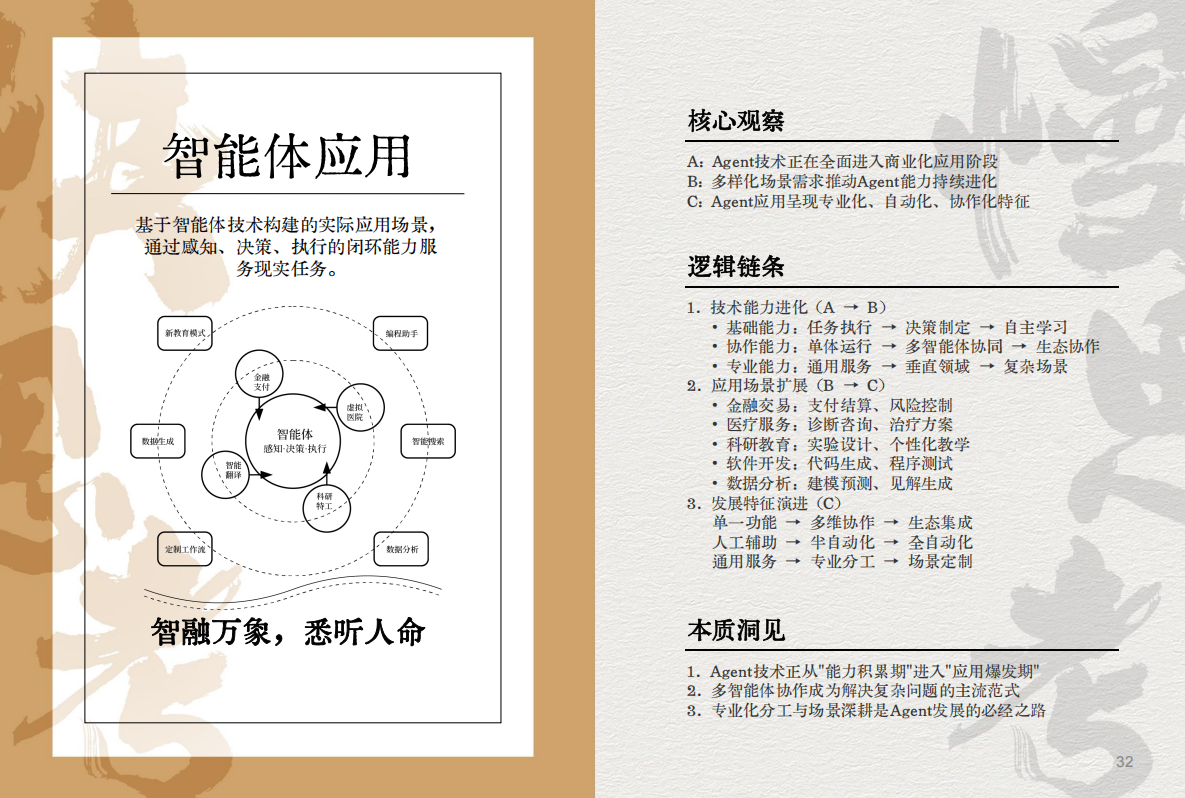 智能体应用
基于智能体技术构建的实际应用场景，
通过感知、决策、执行的闭环能力服
务现实任务。
新教育模式
编程助手
金融
支付
虚拟
医院
数据生成
智能体
感知·决策·执行
智能搜索
智能
翻译
科研
特工
定制工作流
数据分析
智融万象，悉听人命
核心观察
A: Agent技术正在全面进入商业化应用阶段
B: 多样化场景需求推动Agent能力持续进化
C: Agent应用呈现专业化、自动化、协作化特征
逻辑链条
1. 技术能力进化（A → B）
• 基础能力：任务执行 → 决策制定 → 自主学习
• 协作能力：单体运行 → 多智能体协同 → 生态协作
• 专业能力：通用服务 → 垂直领域 → 复杂场景
2. 应用场景扩展（B → C）
• 金融交易：支付结算、风险控制
• 医疗服务：诊断咨询、治疗方案
• 科研教育：实验设计、个性化教学
• 软件开发：代码生成、程序测试
• 数据分析：建模预测、见解生成
3. 发展特征演进（C）
单一功能 → 多维协作 → 生态集成
人工辅助 → 半自动化 → 全自动化
通用服务 → 专业分工 → 场景定制
本质洞见
1. Agent技术正从"能力积累期"进入"应用爆发期"
2. 多智能体协作成为解决复杂问题的主流范式
3. 专业化分工与场景深耕是Agent发展的必经之路
32